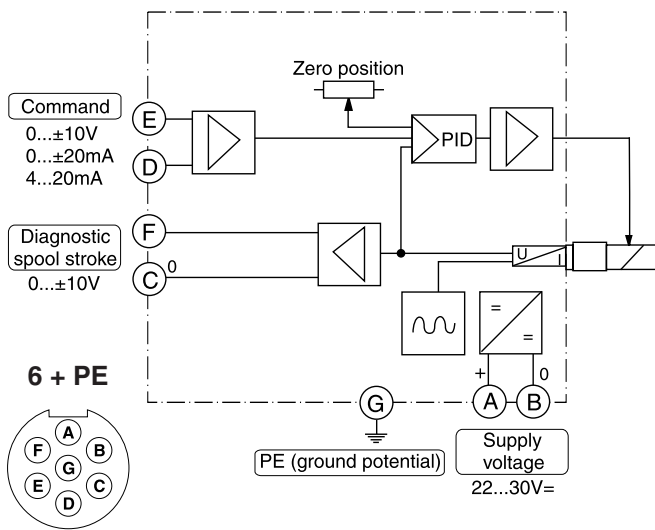 Zero position
Command
E
0...±10V
0...±20mA
4...20mA
D
PID
Diagnostic
spool stroke
0...±10V
F
C
0
U
I
=
=
6 + PE
+
0
G
A
B
PE (ground potential)
Supply
voltage
22...30V=
A
F
B
G
E
C
D